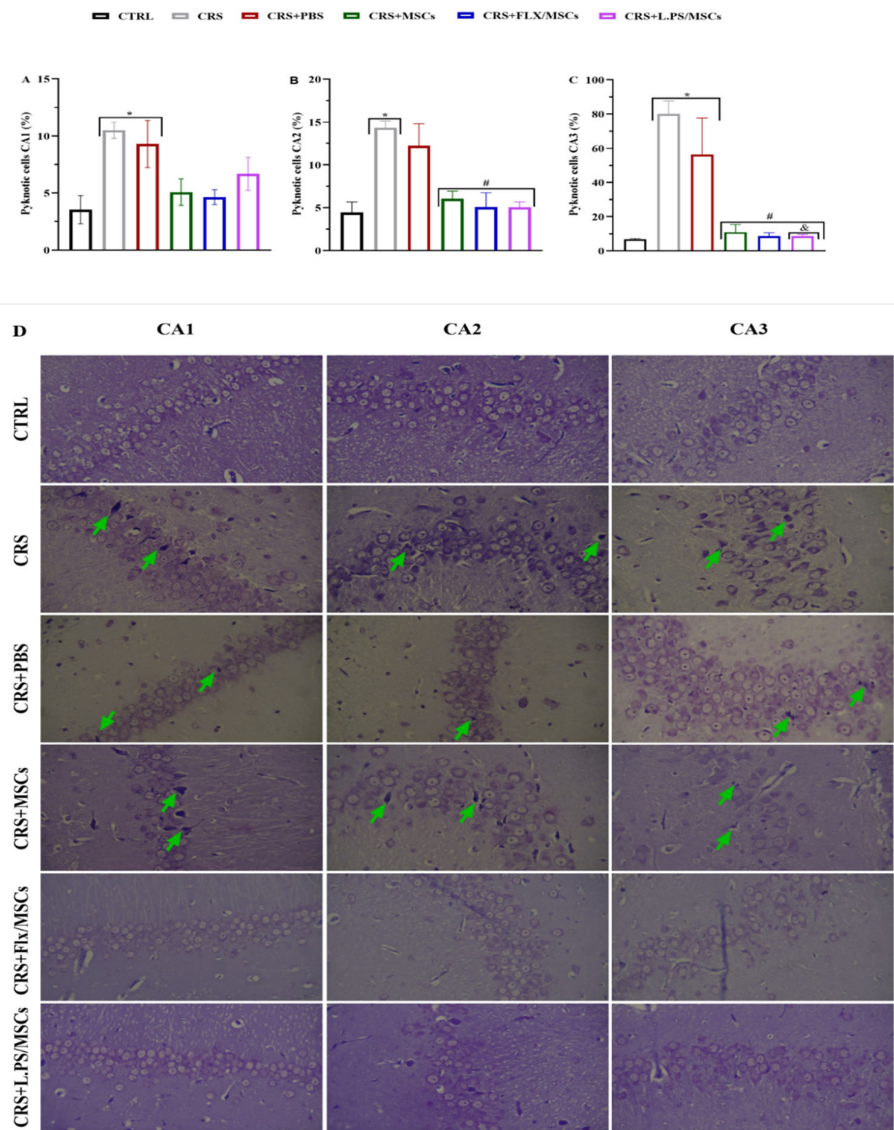 CTRL CRS CRS+PBS CRS+MSCs CRS+FLX/MSCs CRS+L.PS/MSCs
A
Pyknotic cells CA1 (%)
15
10
5
0
*
B
Pyknotic cells CA2 (%)
20
15
10
5
0
*
#
C
Pyknotic cells CA3 (%)
100
80
60
40
20
0
*
#
&
D
CA1 CA2 CA3
CTRL
CRS
CRS+PBS
CRS+MSCs
CRS+Flx/MSCs
CRS+L.PS/MSCs